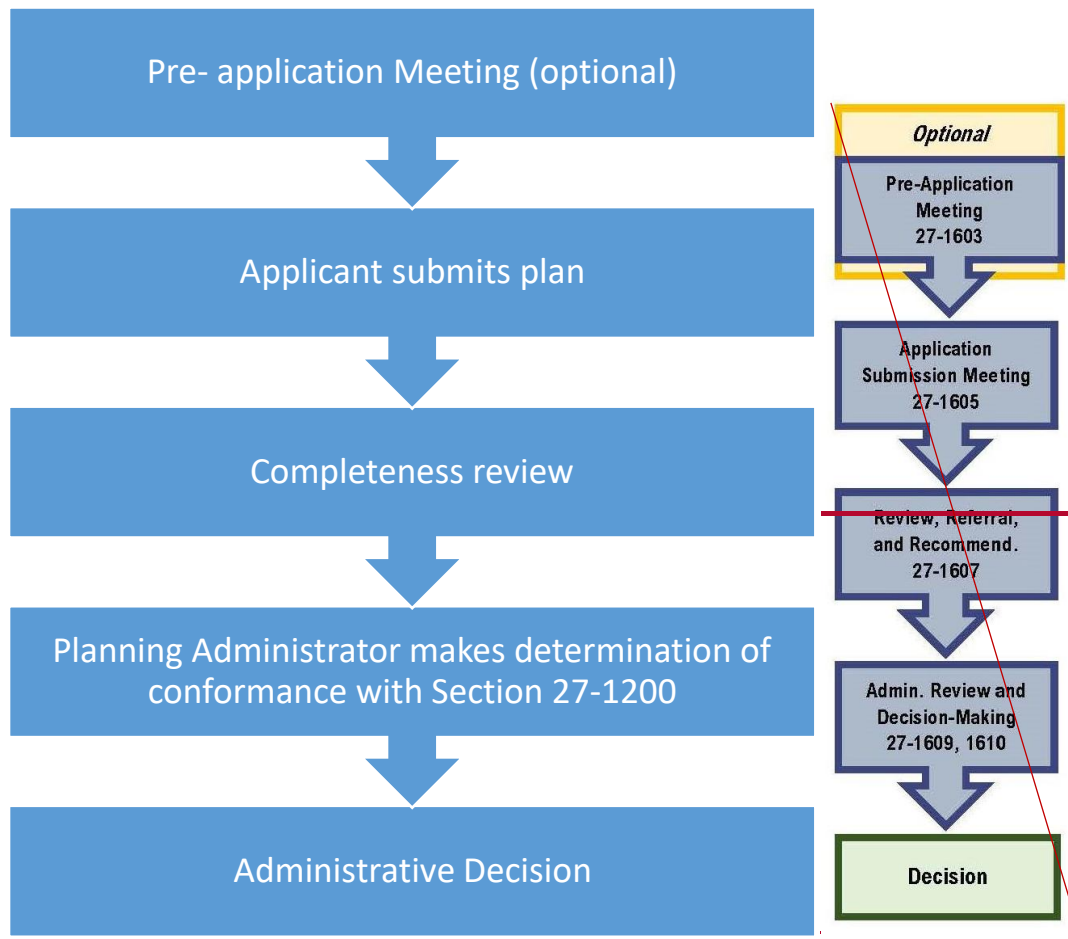 Pre- application Meeting (optional)
Applicant submits plan
Completeness review
Planning Administrator makes determination of
conformance with Section 27-1200
Administrative Decision
Optional
Pre-Application
Meeting
27-1603
Application
Submission Meeting
27-1605
Review, Referral,
and Recommend.
27-1607
Admin. Review and
Decision-Making
27-1609, 1610
Decision